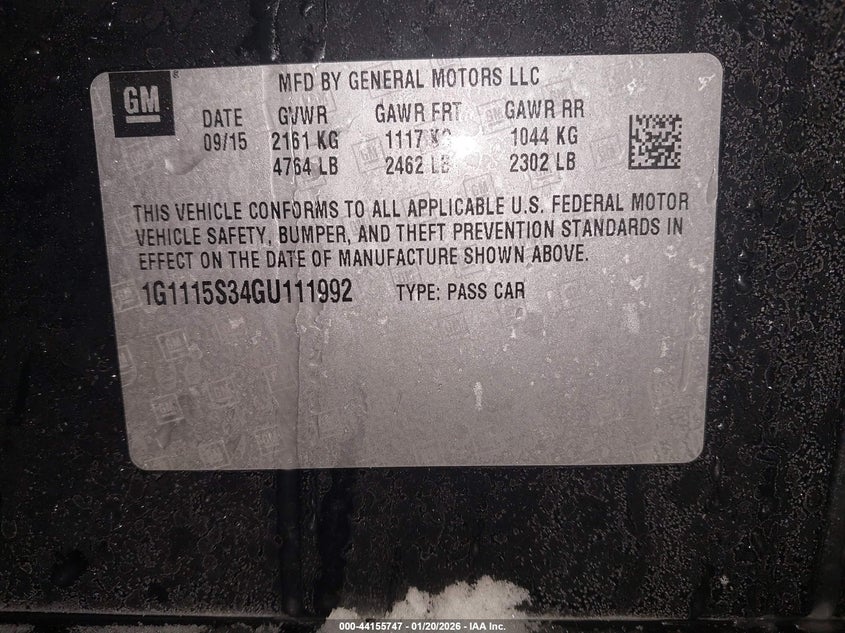 GM
MFD BY GENERAL MOTORS LLC
DATE GVWR GAWR FRT GAWR RR
09/15 2161 KG 1117 KG 1044 KG
4764 LB 2462 LB 2302 LB
THIS VEHICLE CONFORMS TO ALL APPLICABLE U.S. FEDERAL MOTOR
VEHICLE SAFETY, BUMPER, AND THEFT PREVENTION STANDARDS IN
EFFECT ON THE DATE OF MANUFACTURE SHOWN ABOVE.
1G1115S34GU111992 TYPE: PASS CAR
000-44155747 - 01/20/2026 - IAA Inc.